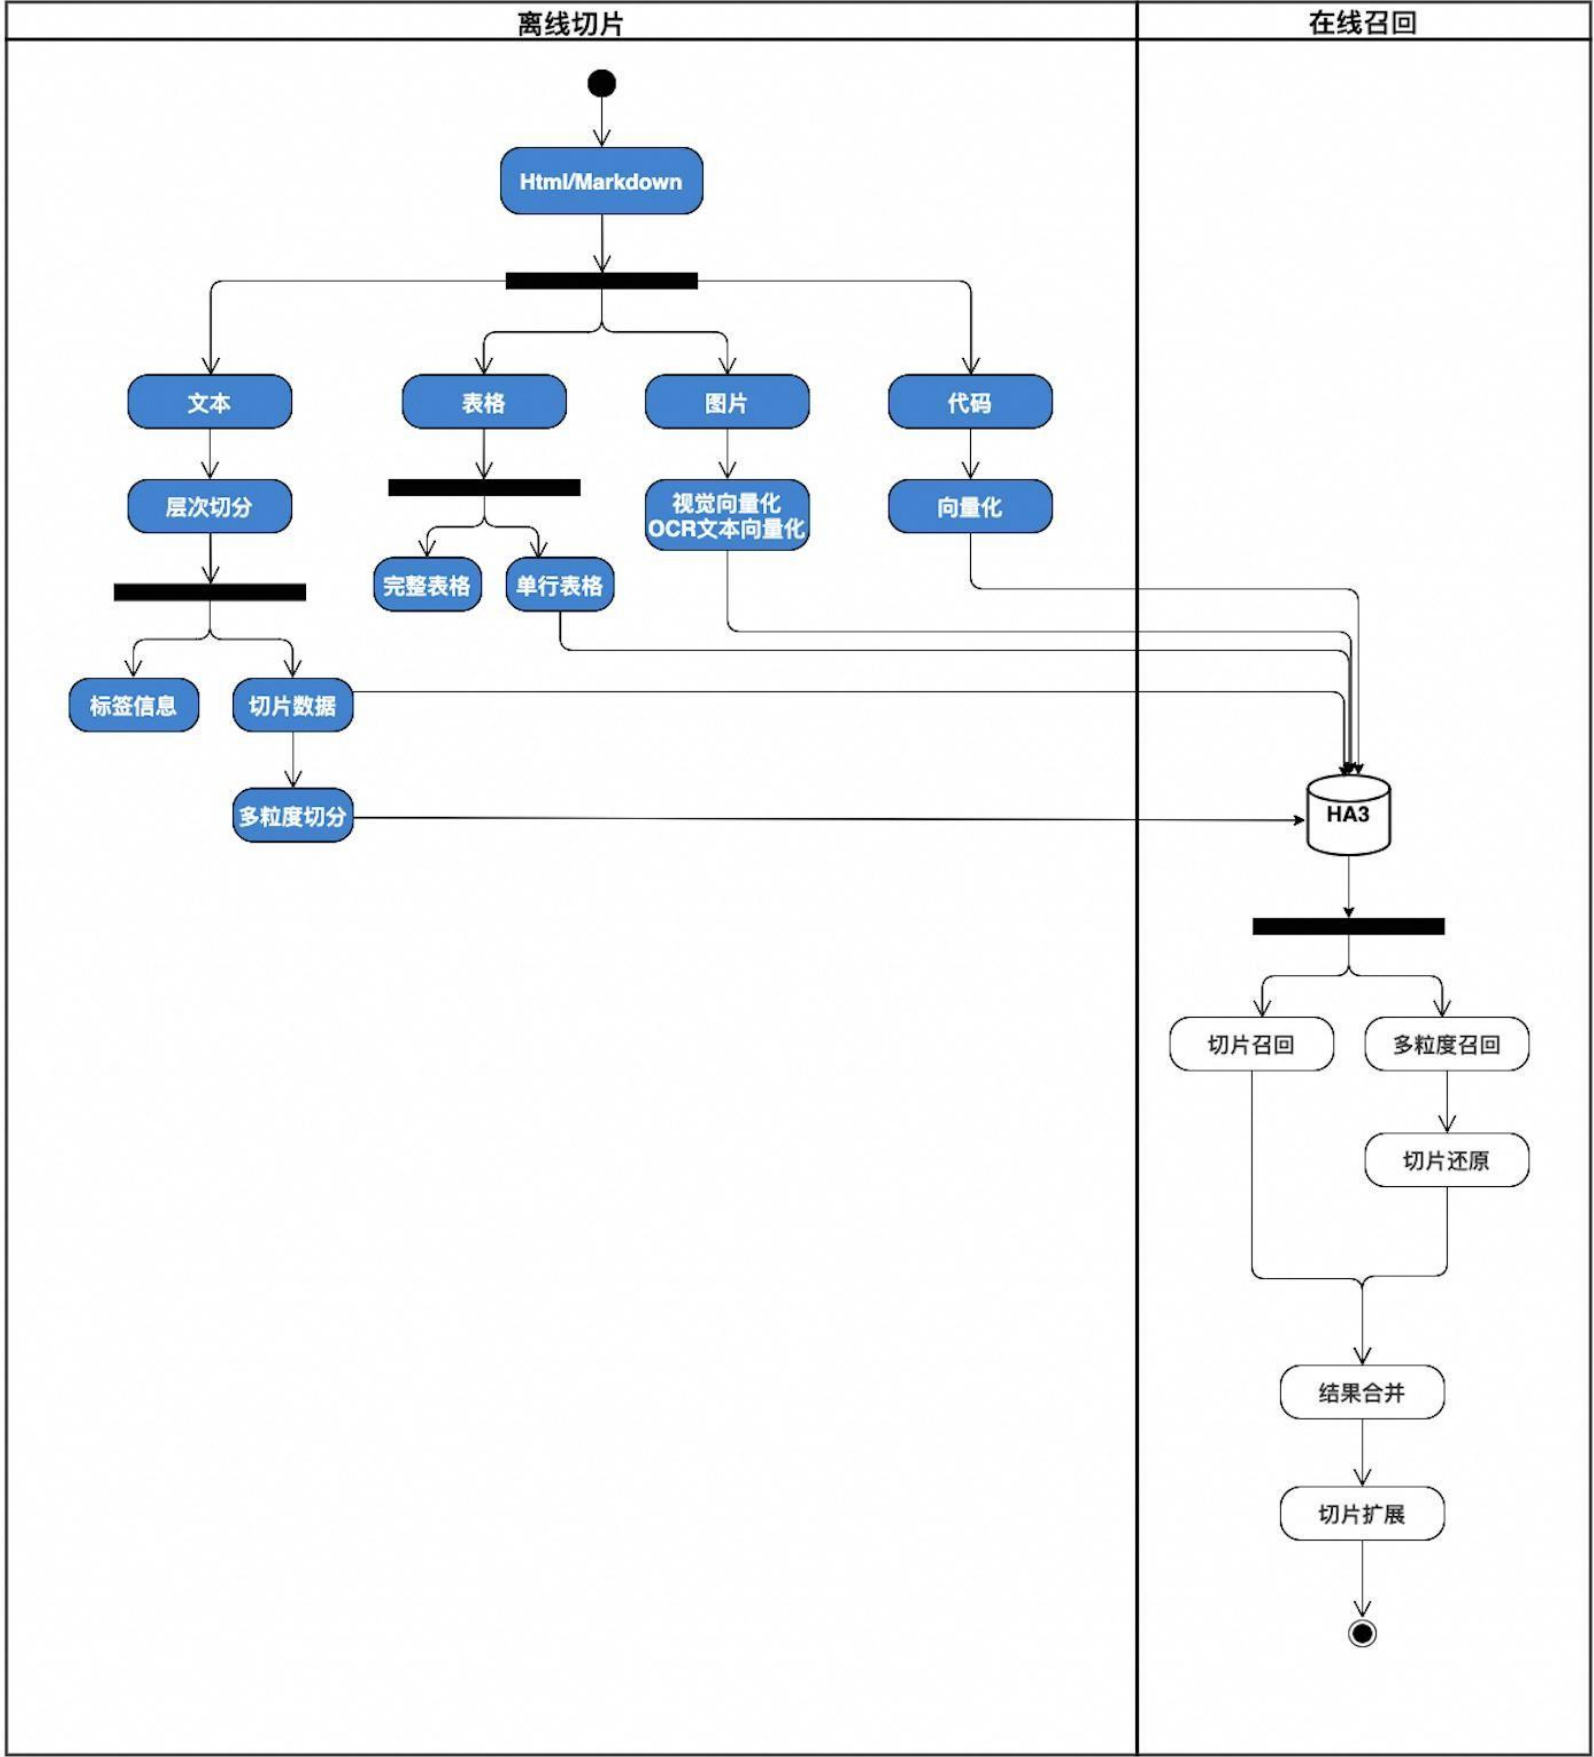 离线切片
在线召回
Html/Markdown
文本
表格
图片
代码
层次切分
视觉向量化
OCR文本向量化
向量化
完整表格
单行表格
标签信息
切片数据
多粒度切分
HA3
切片召回
多粒度召回
切片还原
结果合并
切片扩展